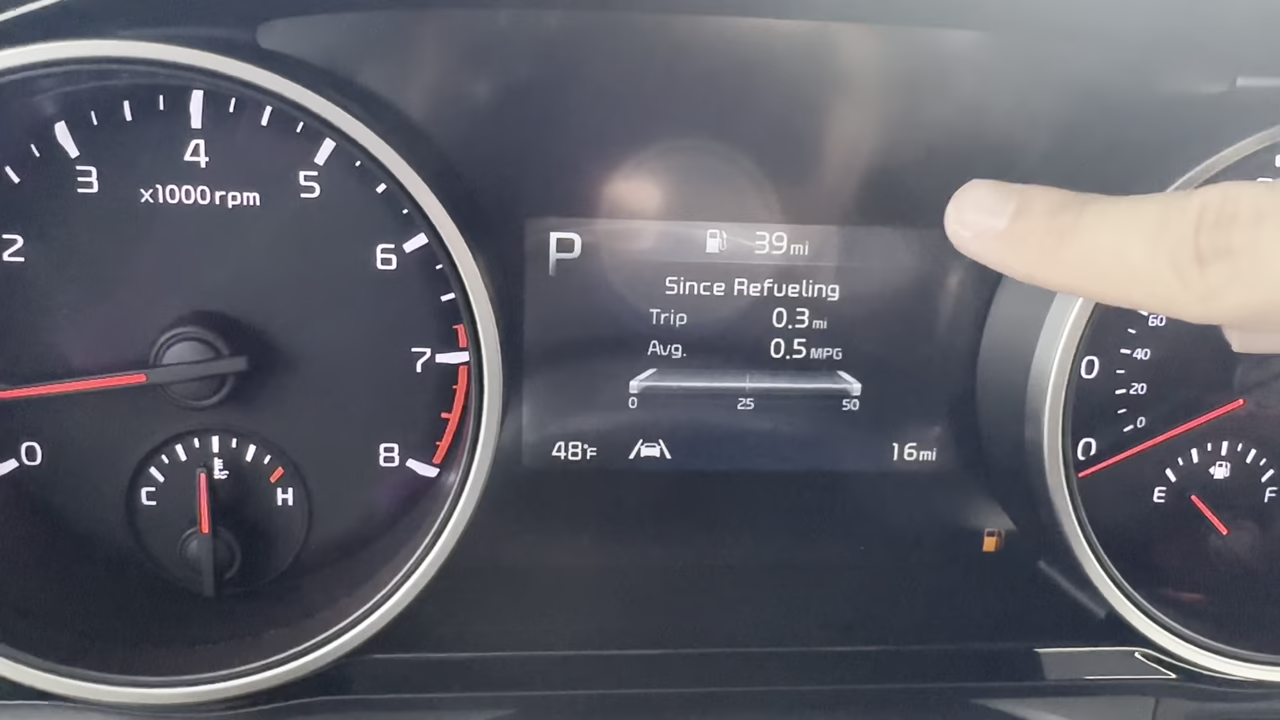 4
3
5
x1000rpm
2
6
7
8
0
C
H
P
39mi
Since Refueling
Trip 0.3mi
Avg. 0.5MPG
0 25 50
48°F
16mi
60
40
20
0
0
0
E
F